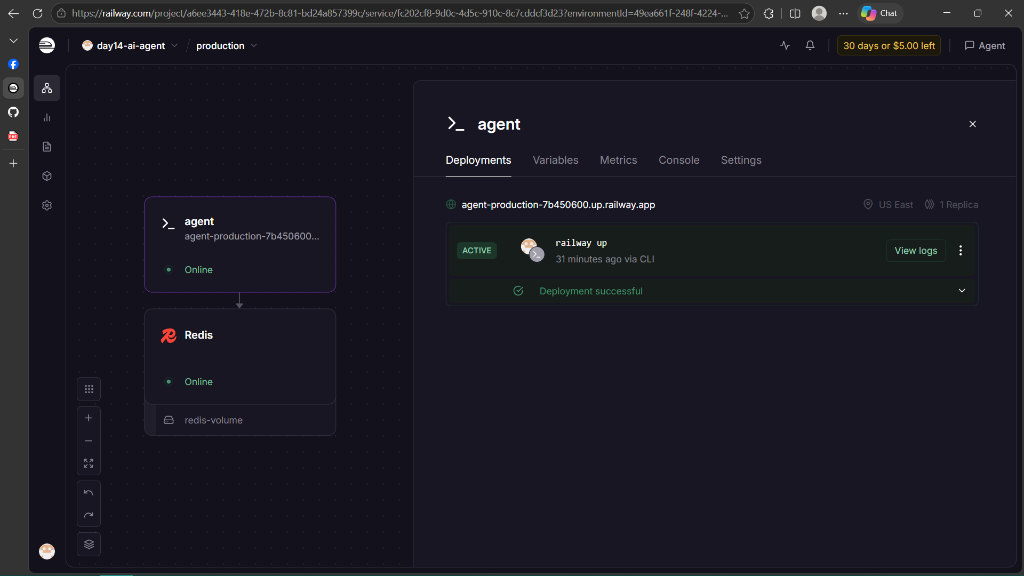 https://railway.com/project/a6ee3443-418e-472b-8c81-bd24a857399c/service/fc202cf8-9d0c-4d5c-910c-8c7cddcf3d23?environmentId=49ea661f-248f-4224-...
Chat
day14-ai-agent / production
30 days or $5.00 left
Agent
agent
agent-production-7b450600...
Online
Redis
Online
redis-volume
agent
Deployments Variables Metrics Console Settings
agent-production-7b450600.up.railway.app
US East 1 Replica
ACTIVE
railway up
31 minutes ago via CLI
View logs
Deployment successful